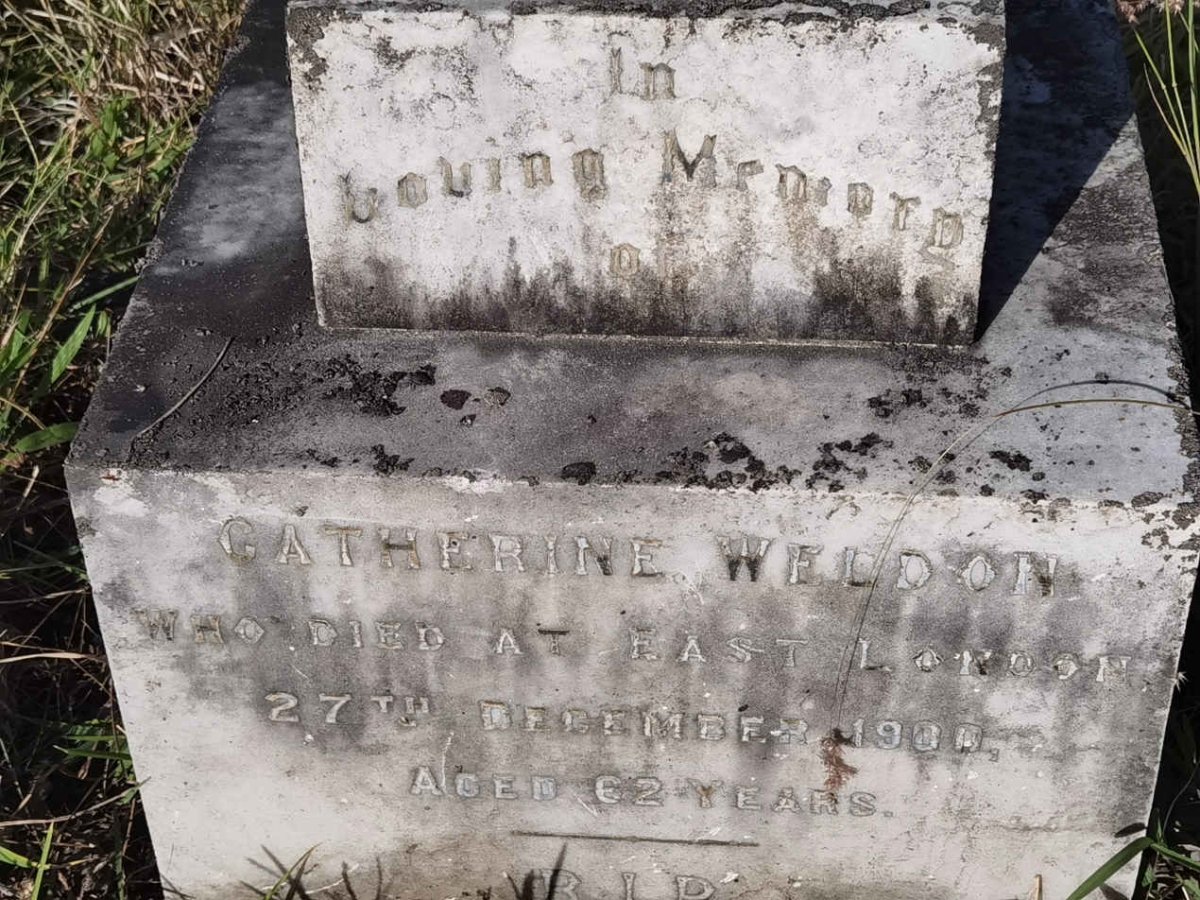 In
Loving Memory
of
CATHERINE WELDON
WHO DIED AT EAST LONDON,
27TH DECEMBER 1900,
AGED 62 YEARS.
R.I.P.